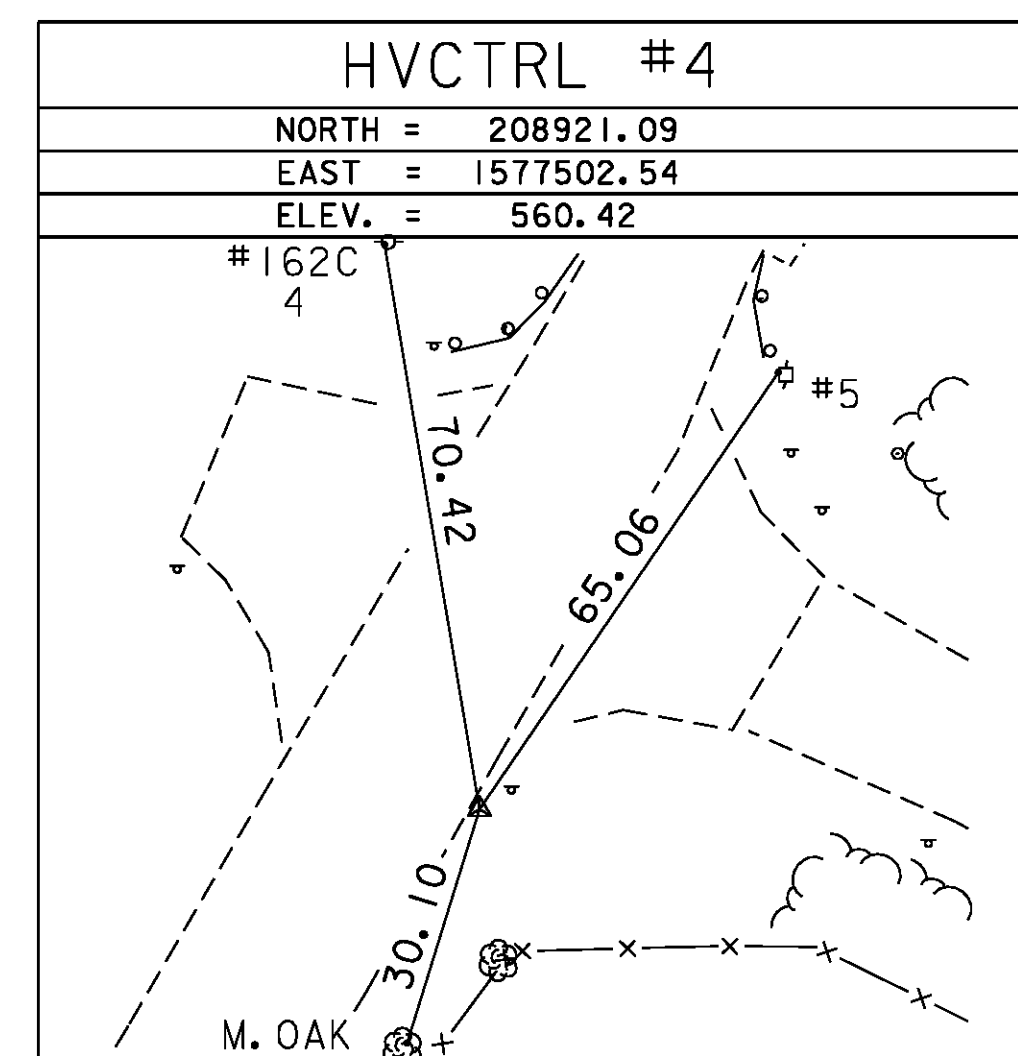 HVCTRL #4
NORTH = 208921.09
EAST = 1577502.54
ELEV. = 560.42
#162C
4
#5
70.42
65.06
30.10
M. OAK